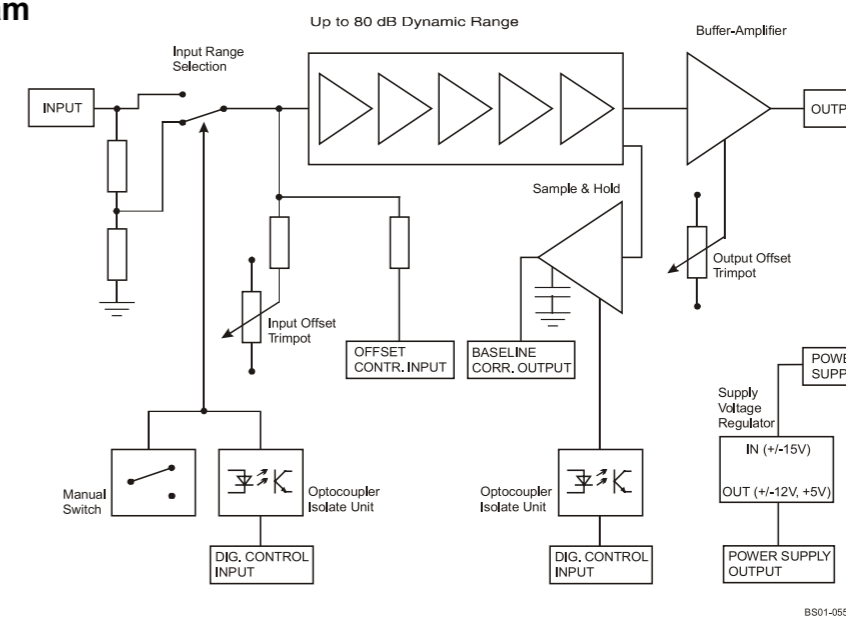 am
Up to 80 dB Dynamic Range
Buffer-Amplifier
Input Range
Selection
INPUT
OUTP
Sample & Hold
Output Offset
Trimpot
Input Offset
Trimpot
OFFSET
CONTR. INPUT
BASELINE
CORR. OUTPUT
POWE
SUPP
Supply
Voltage
Regulator
IN (+/-15V)
OUT (+/-12V, +5V)
Manual
Switch
Optocoupler
Isolate Unit
Optocoupler
Isolate Unit
DIG. CONTROL
INPUT
DIG. CONTROL
INPUT
POWER SUPPLY
OUTPUT
BS01-055